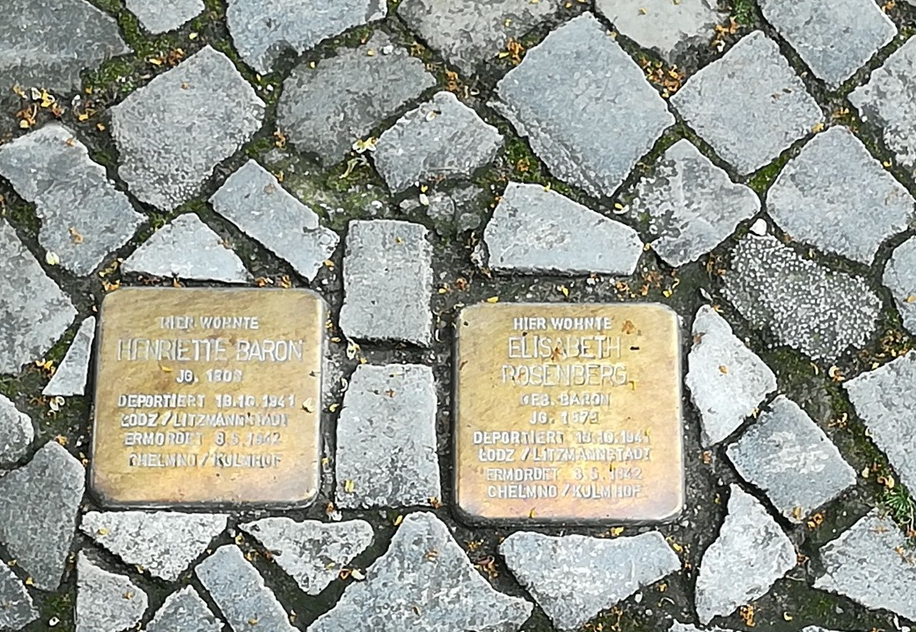 HIER WOHNTE
HENRIETTE BARON
JG.
DEPORTIERT 18.10.1941
ŁODZ / LITZMANNSTADT
ERMORDET 8.5.1942
CHELMNO / KULMHOF
HIER WOHNTE
ELISABETH
ROSENBERG
GEB. BARON
JG.
DEPORTIERT 18.10.1941
ŁODZ / LITZMANNSTADT
ERMORDET 8.5.1942
CHELMNO / KULMHOF